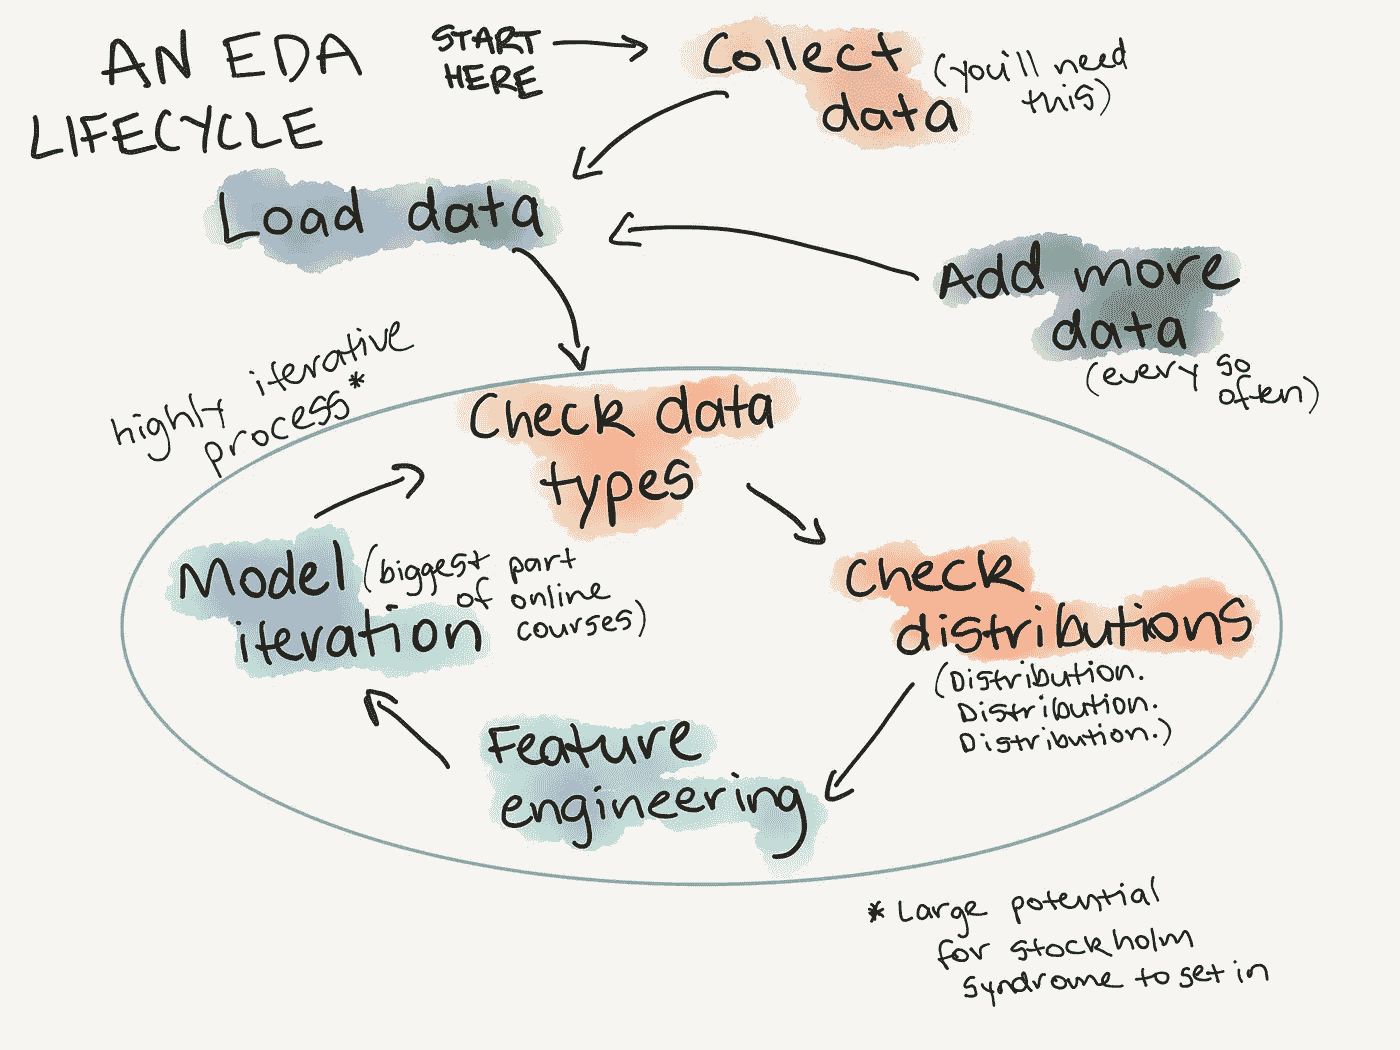 AN EDA
LIFECYCLE
START
HERE
Collect
data
(you'll need
this)
Load data
Add more
data
(every so
often)
highly iterative
process*
Check data
types
Model
iteration
(biggest part
of online
courses)
Check
distributions
(Distribution.
Distribution.
Distribution.)
Feature
engineering
* Large potential
for stockholm
syndrome to set in